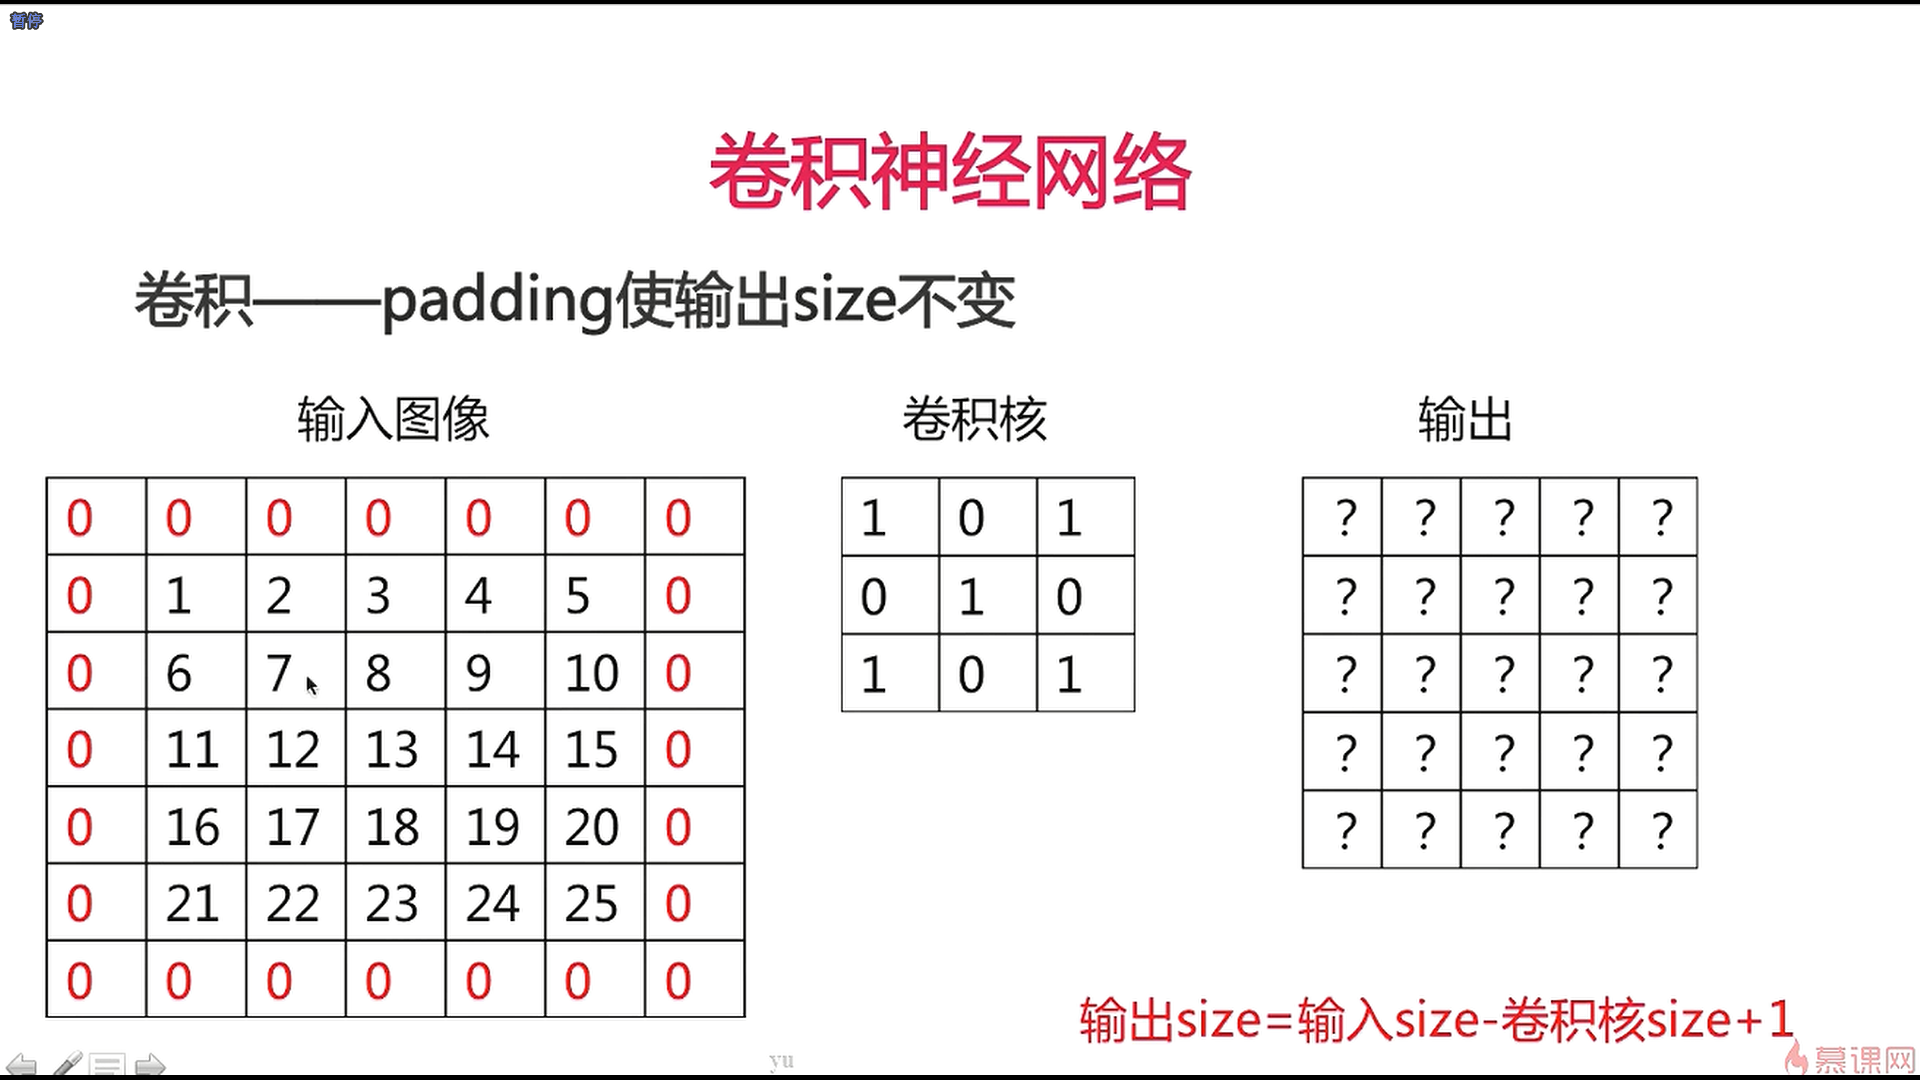 暂停
卷积神经网络
卷积——padding使输出size不变
输入图像 卷积核 输出
0 0 0 0 0 0 0 1 0 1 ? ? ? ? ?
0 1 2 3 4 5 0 0 1 0 ? ? ? ? ?
0 6 7 8 9 10 0 1 0 1 ? ? ? ? ?
0 11 12 13 14 15 0 ? ? ? ? ?
0 16 17 18 19 20 0 ? ? ? ? ?
0 21 22 23 24 25 0
0 0 0 0 0 0 0
输出size=输入size-卷积核size+1
yu
慕课网